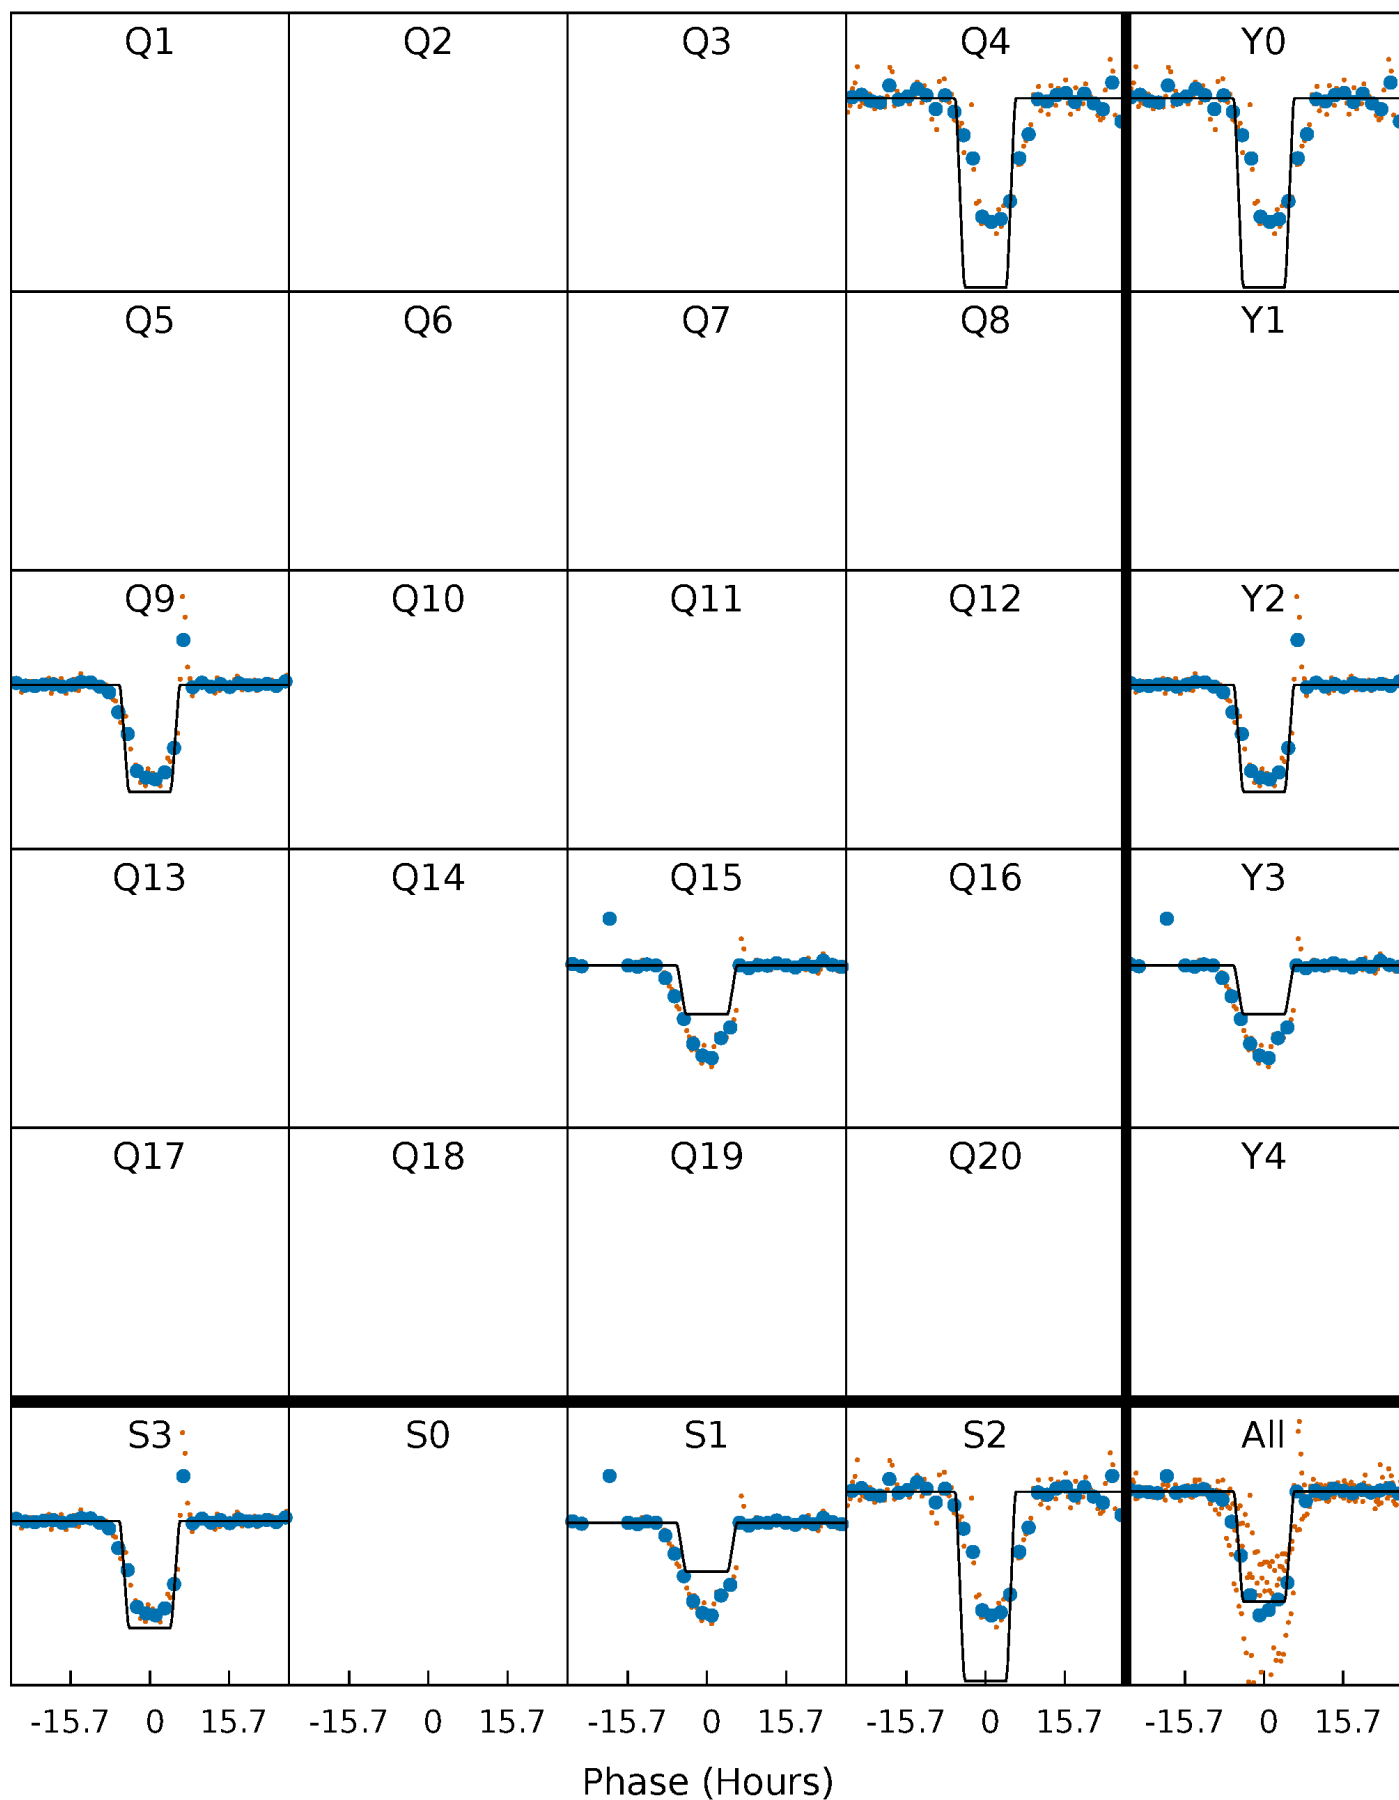 Q1 Q2 Q3 Q4 Y0
Q5 Q6 Q7 Q8 Y1
Q9 Q10 Q11 Q12 Y2
Q13 Q14 Q15 Q16 Y3
Q17 Q18 Q19 Q20 Y4
S3 S0 S1 S2 All
-15.7 0 15.7 -15.7 0 15.7 -15.7 0 15.7 -15.7 0 15.7 -15.7 0 15.7
Phase (Hours)